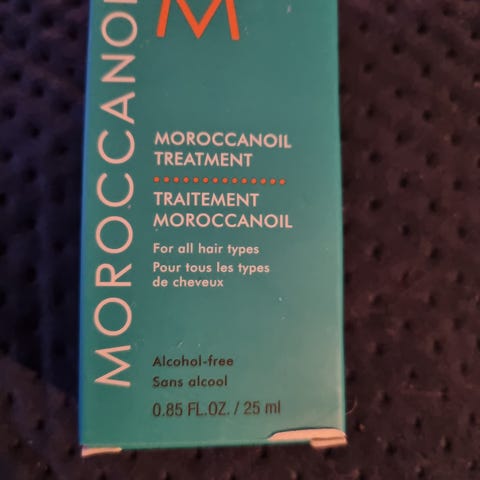 M
MOROCCANOIL
MOROCCANOIL
TREATMENT
TRAITEMENT
MOROCCANOIL
For all hair types
Pour tous les types
de cheveux
Alcohol-free
Sans alcool
0.85 FL.OZ. / 25 ml